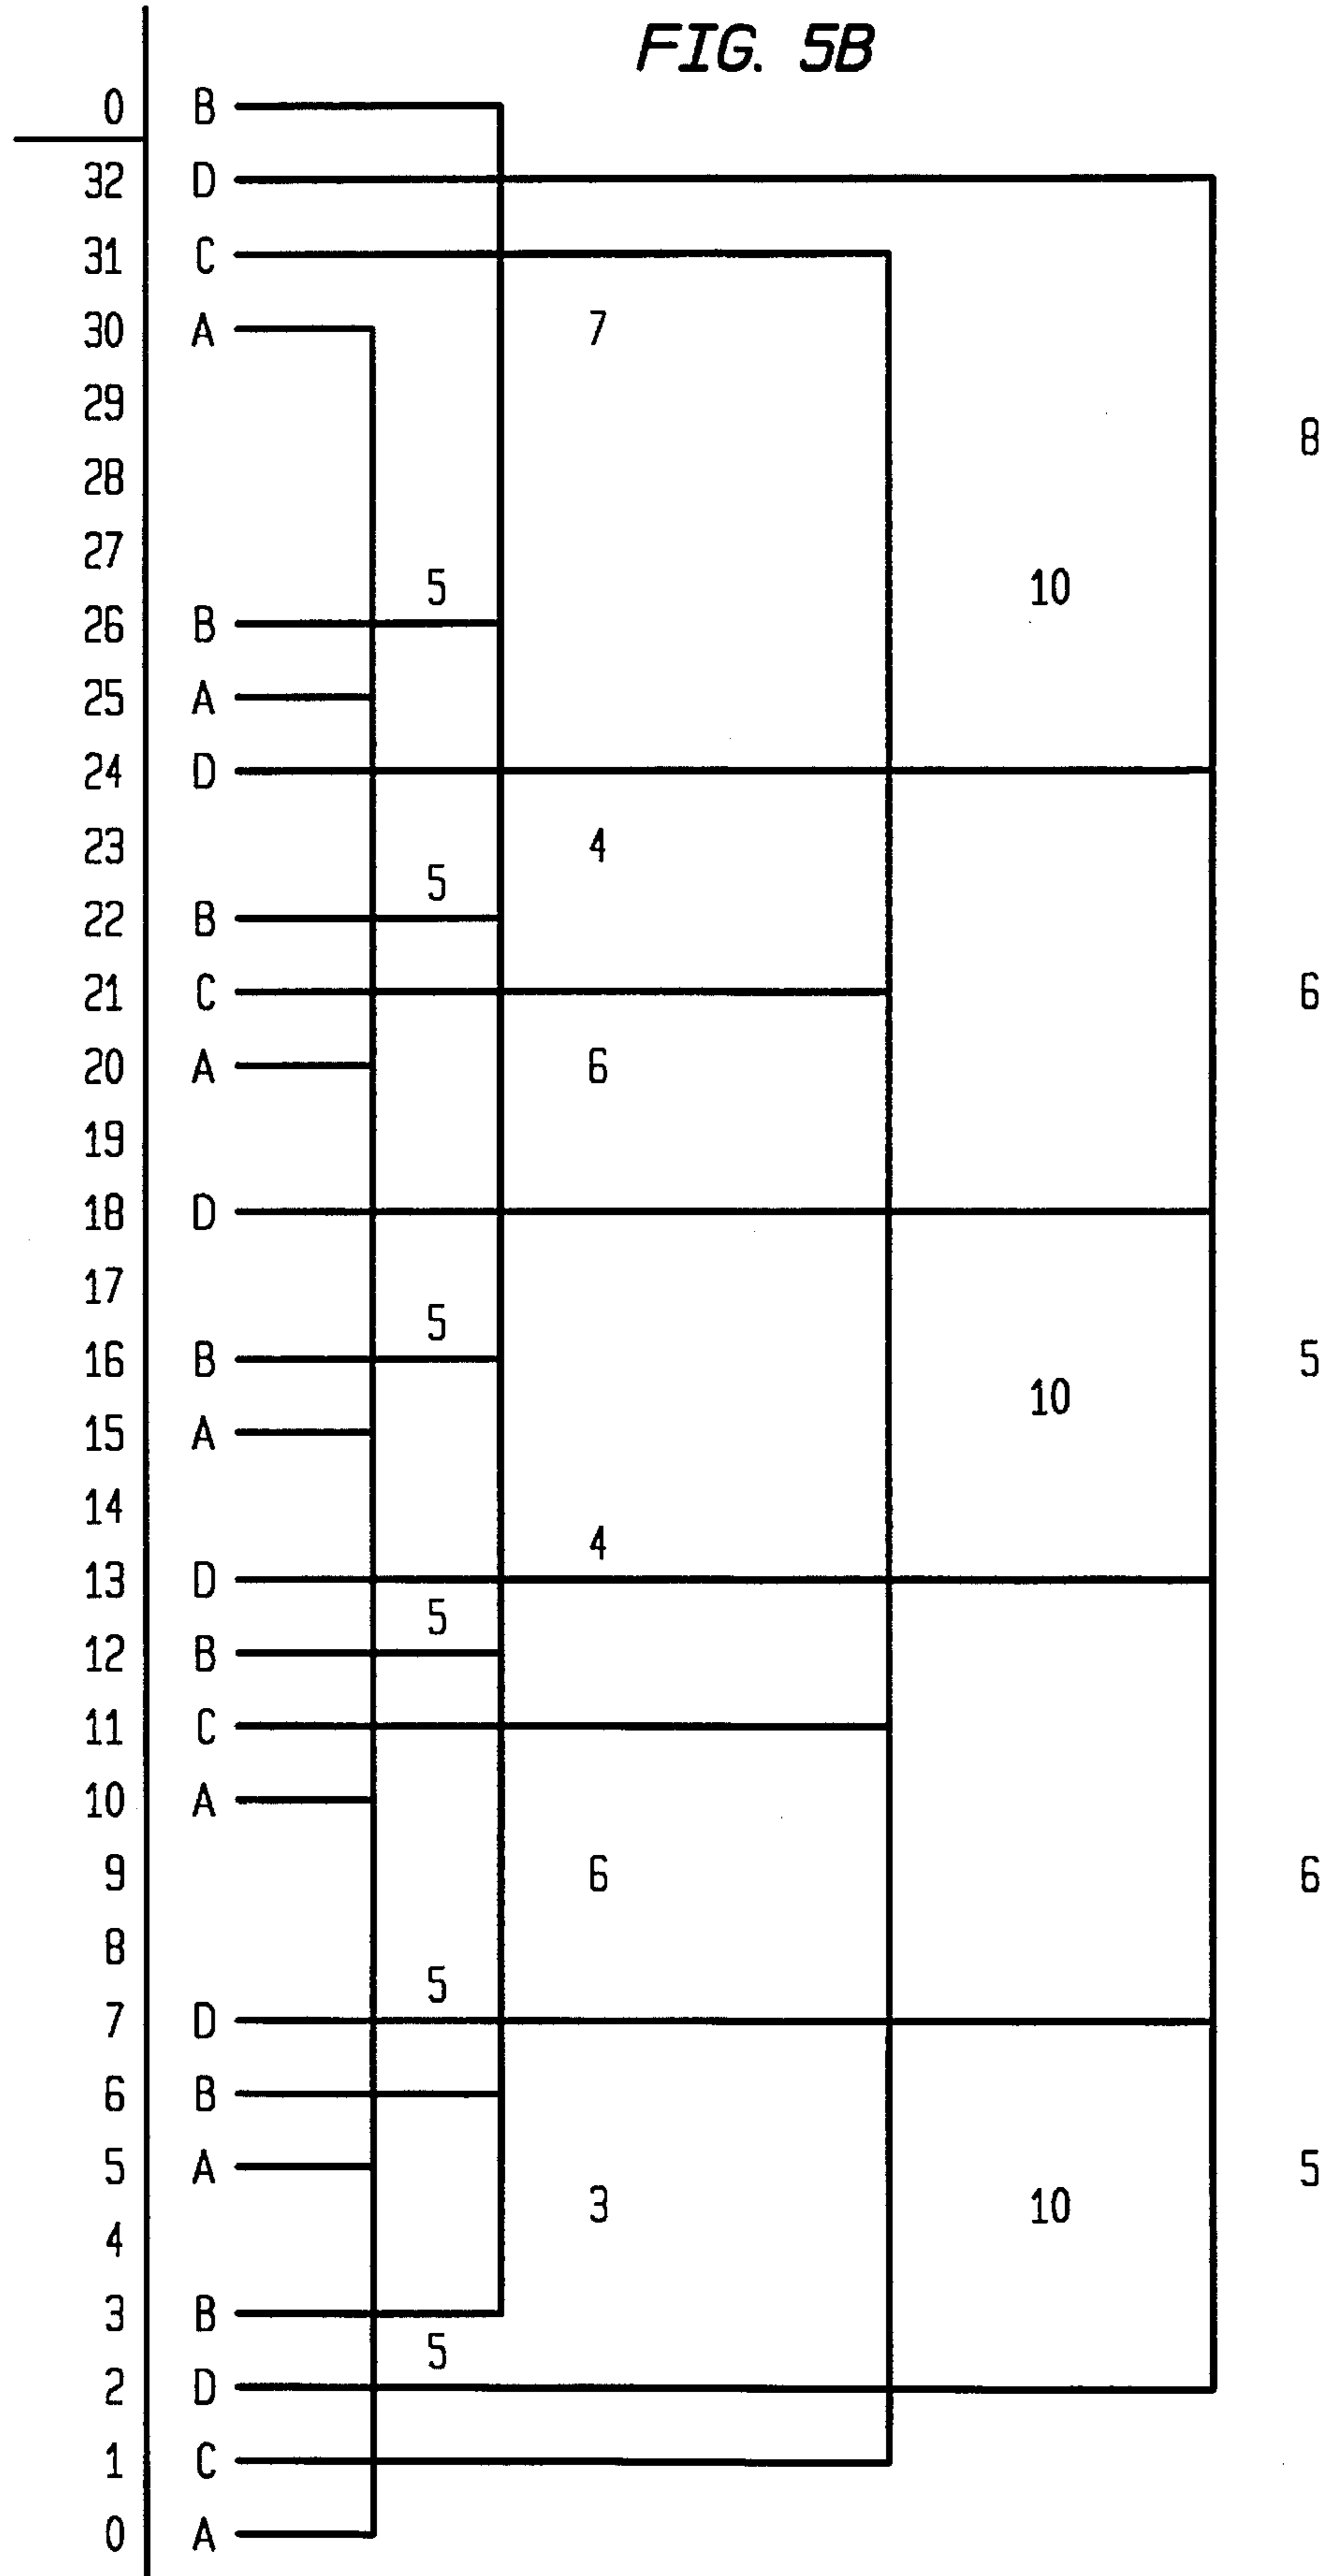 FIG. 5B
0 B
32 D
31 C
30 A 7
29
28 8
27
5 10
26 B
25 A
24 D
23 4
5
22 B
21 C 6
20 A 6
19
18 D
17
5
16 B 5
10
15 A
14
4
13 D
5
12 B
11 C
10 A
9 6 6
8
5
7 D
6 B
5 A 5
3 10
4
3 B
5
2 D
1 C
0 A